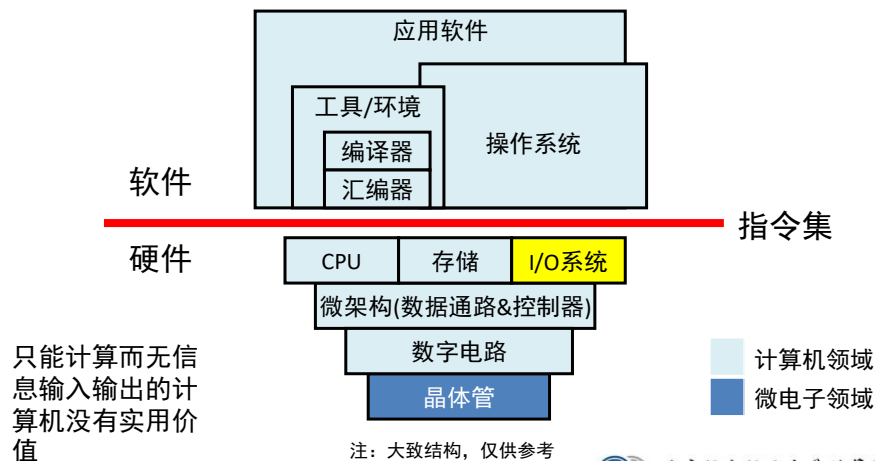 应用软件
工具/环境
操作系统
编译器
汇编器
软件
指令集
硬件
CPU
存储
I/O系统
微架构(数据通路&控制器)
数字电路
晶体管
只能计算而无信
息输入输出的计
算机没有实用价
值
计算机领域
微电子领域
注：大致结构，仅供参考